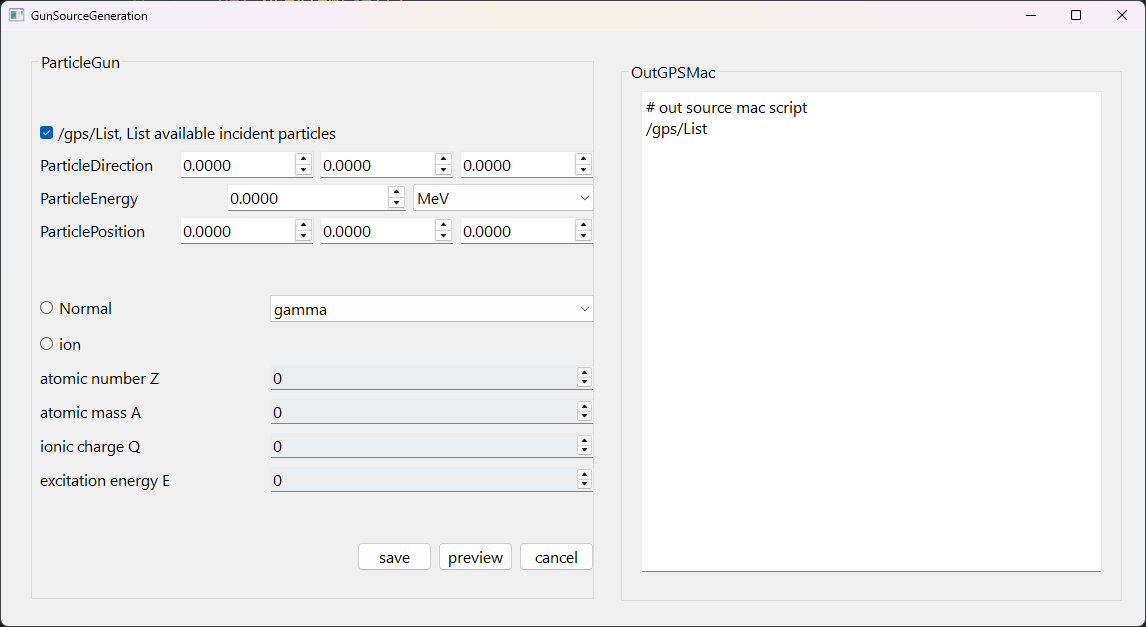 GunSourceGeneration
ParticleGun
/gps/List, List available incident particles
ParticleDirection 0.0000 0.0000 0.0000
ParticleEnergy 0.0000 MeV
ParticlePosition 0.0000 0.0000 0.0000
Normal gamma
ion
atomic number Z 0
atomic mass A 0
ionic charge Q 0
excitation energy E 0
save preview cancel
OutGPSMac
# out source mac script
/gps/List